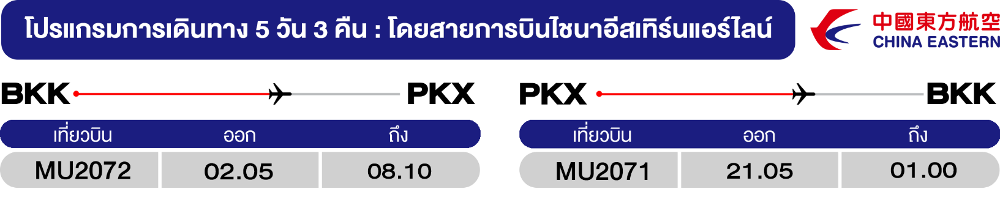 โปรแกรมการเดินทาง 5 วัน 3 คืน : โดยสายการบินไชนาอีสเทิร์นแอร์ไลน์
中國東方航空
CHINA EASTERN
BKK PKX
เที่ยวบิน ออก ถึง
MU2072 02.05 08.10
PKX BKK
เที่ยวบิน ออก ถึง
MU2071 21.05 01.00